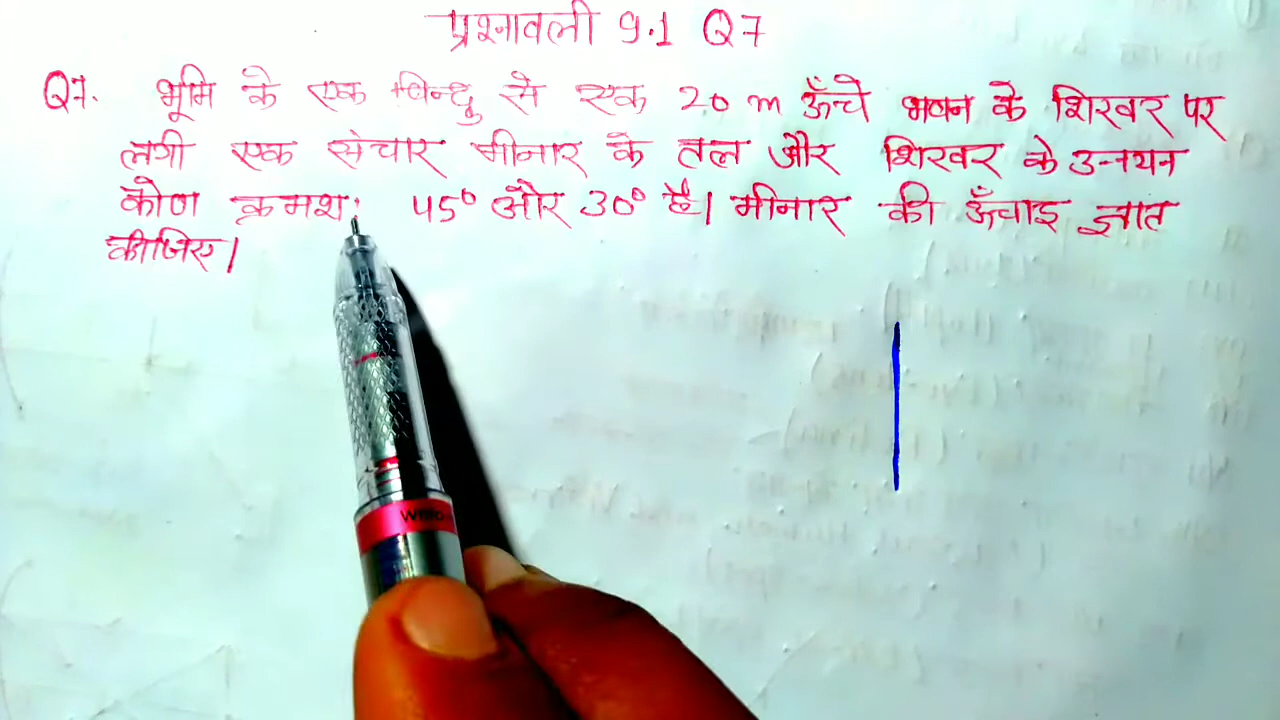 प्रश्नावली 9.1 Q7
Q7. भूमि के एक बिन्दु से एक 20 m ऊँचे भवन के शिखर पर
लगी एक संचार मीनार के तल और शिखर के उन्नयन
कोण क्रमशः 45° और 30° है। मीनार की ऊँचाइ ज्ञात
कीजिए।